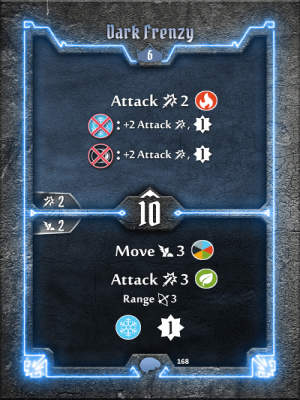 Dark Frenzy
6
Attack 2
: +2 Attack , 1
: +2 Attack , 1
2
10
2
Move 3
Attack 3
Range 3
1
168